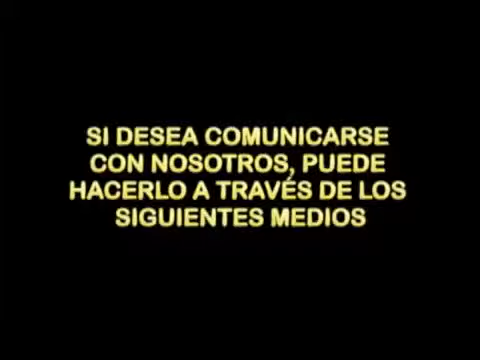 SI DESEA COMUNICARSE
CON NOSOTROS, PUEDE
HACERLO A TRAVÉS DE LOS
SIGUIENTES MEDIOS